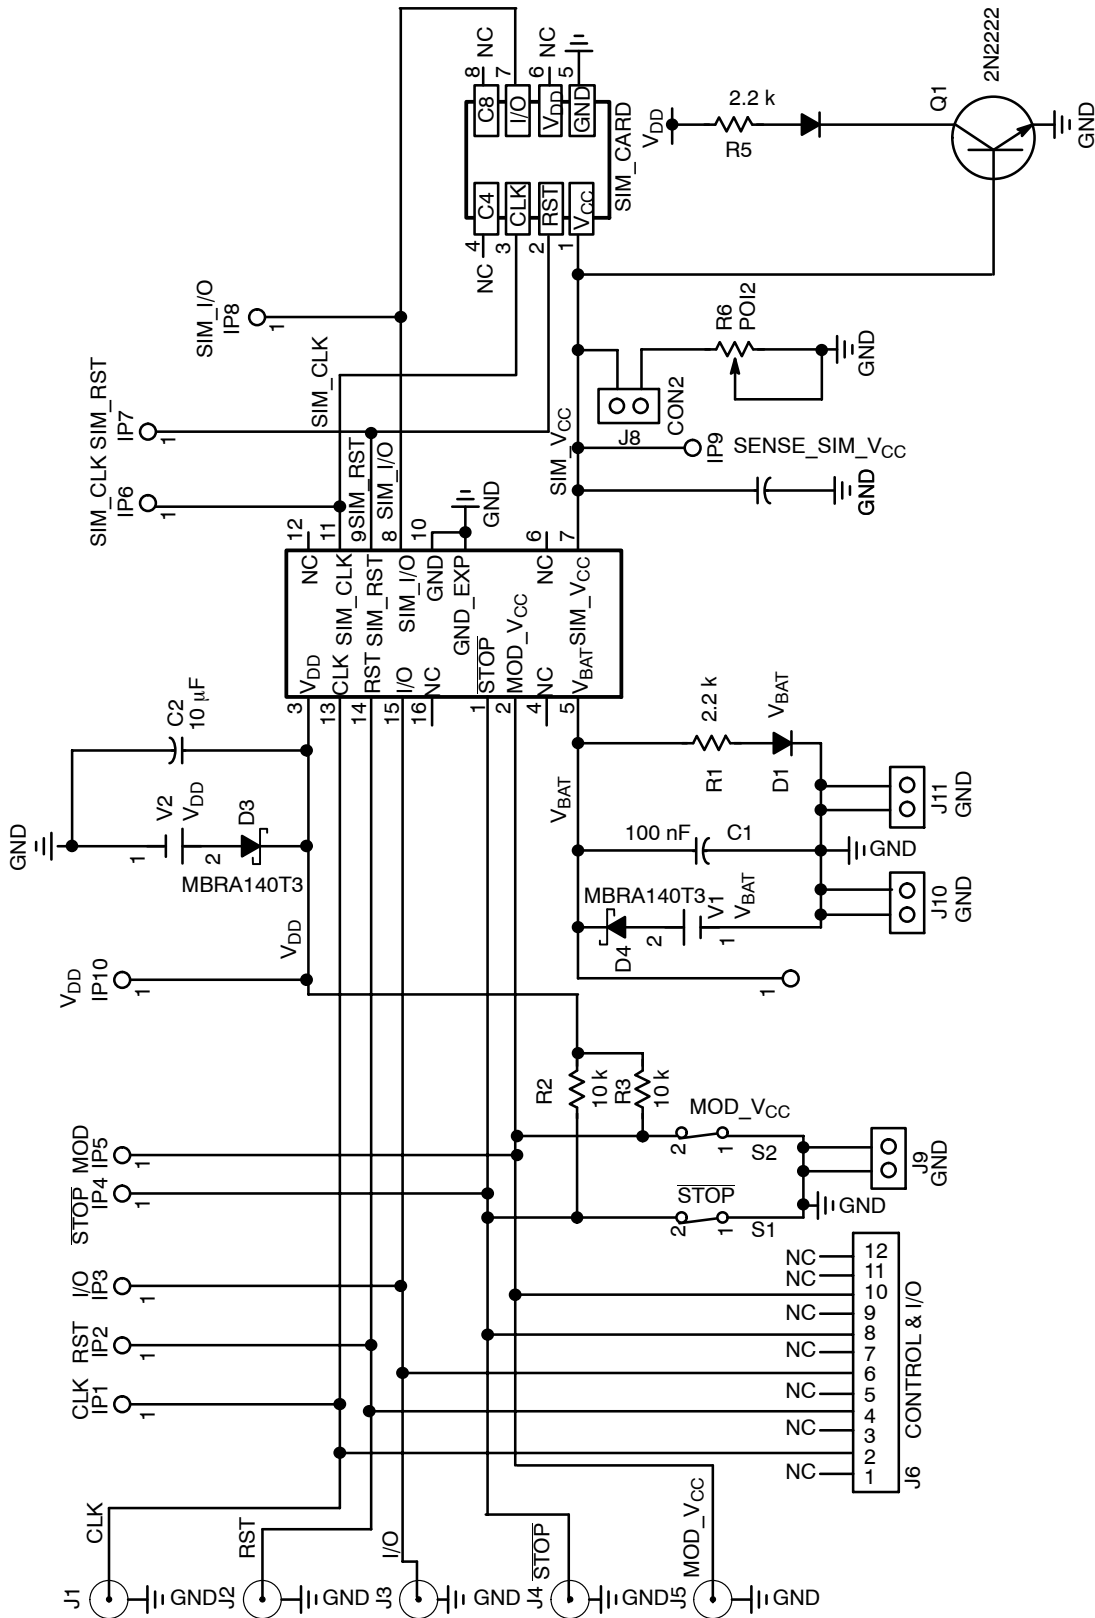 2N2222
Q1
GND
2.2 k
R5
VDD
8
NC
7
6
NC
5
C8
I/O
VDD
GND
SIM_CARD
C4
CLK
RST
VCC
4
NC
3
2
1
SIM_I/O
IP8
1
SIM_CLK
R6
POI2
GND
CON2
J8
SIM_RST
IP7
1
SIM_CLK
IP6
1
SIM_VCC
IP9
SENSE_SIM_VCC
GND
SIM_RST
SIM_I/O
12
11
9
8
10
GND
6
7
NC
SIM_CLK
SIM_RST
SIM_I/O
GND
GND_EXP
NC
SIM_VCC
VDD
CLK
RST
I/O
NC
STOP
MOD_VCC
NC
VBAT
3
13
14
15
16
1
2
4
5
C2
10 μF
V2
VDD
1
2
D3
MBRA140T3
GND
VDD
VDD
IP10
1
VBAT
2.2 k
R1
VBAT
D1
J11
GND
100 nF
C1
GND
MBRA140T3
D4
2
V1
1
VBAT
J10
GND
1
R2
10 k
R3
10 k
MOD_VCC
2
1
S2
STOP
2
1
S1
J9
GND
GND
MOD
IP5
1
STOP
IP4
1
I/O
IP3
1
RST
IP2
1
CLK
IP1
1
NC
12
NC
11
10
NC
9
8
NC
7
6
NC
5
4
NC
3
2
NC
1
CONTROL & I/O
J6
CLK
J1
GND
RST
J2
GND
I/O
J3
GND
STOP
J4
GND
MOD_VCC
J5
GND